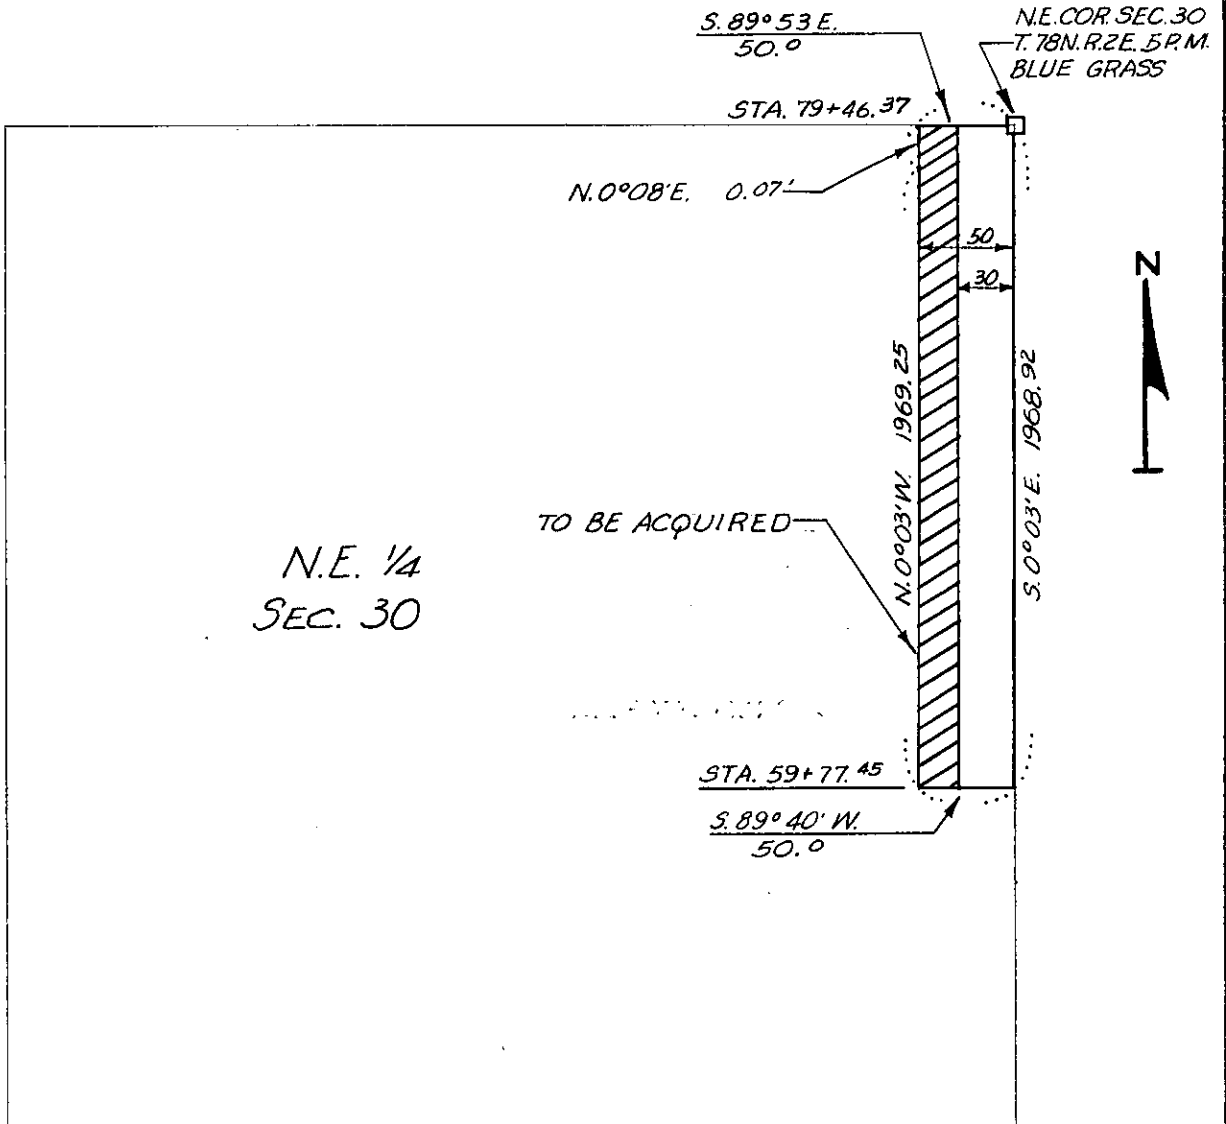 S. 89° 53 E.
50.⁰
N.E. COR. SEC. 30
T. 78N. R.2E. 5P.M.
BLUE GRASS
STA. 79+46.³⁷
N. 0°08'E. 0.07'
50
30
N
N. 0°03'W. 1969.25
S. 0°03'E. 1968.92
TO BE ACQUIRED
N.E. 1/4
SEC. 30
STA. 59+77.⁴⁵
S. 89° 40' W.
50.⁰